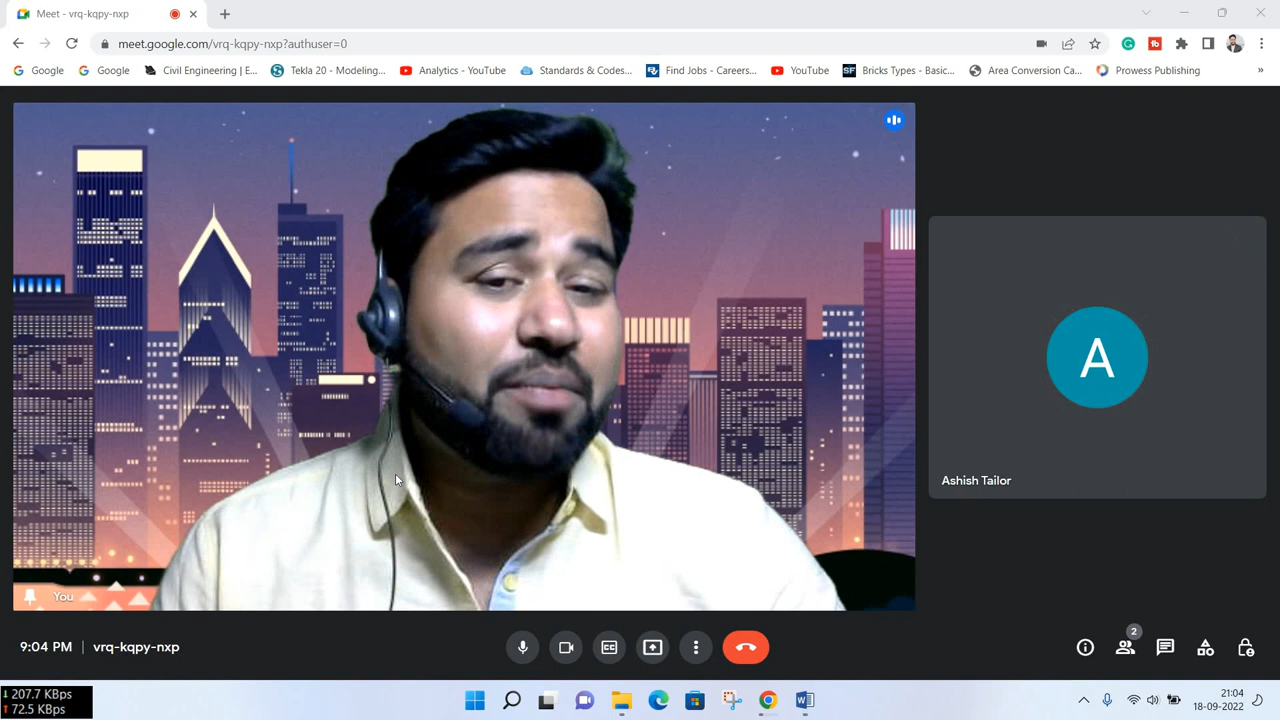 Meet - vrq-kqpy-nxp
meet.google.com/vrq-kqpy-nxp?authuser=0
Google
Google
Civil Engineering | E...
Tekla 20 - Modeling...
Analytics - YouTube
Standards & Codes...
Find Jobs - Careers...
YouTube
SF
Bricks Types - Basic...
Area Conversion Ca...
Prowess Publishing
»
A
Ashish Tailor
You
9:04 PM | vrq-kqpy-nxp
CC
2
↓ 207.7 KBps
↑ 72.5 KBps
W
21:04
18-09-2022